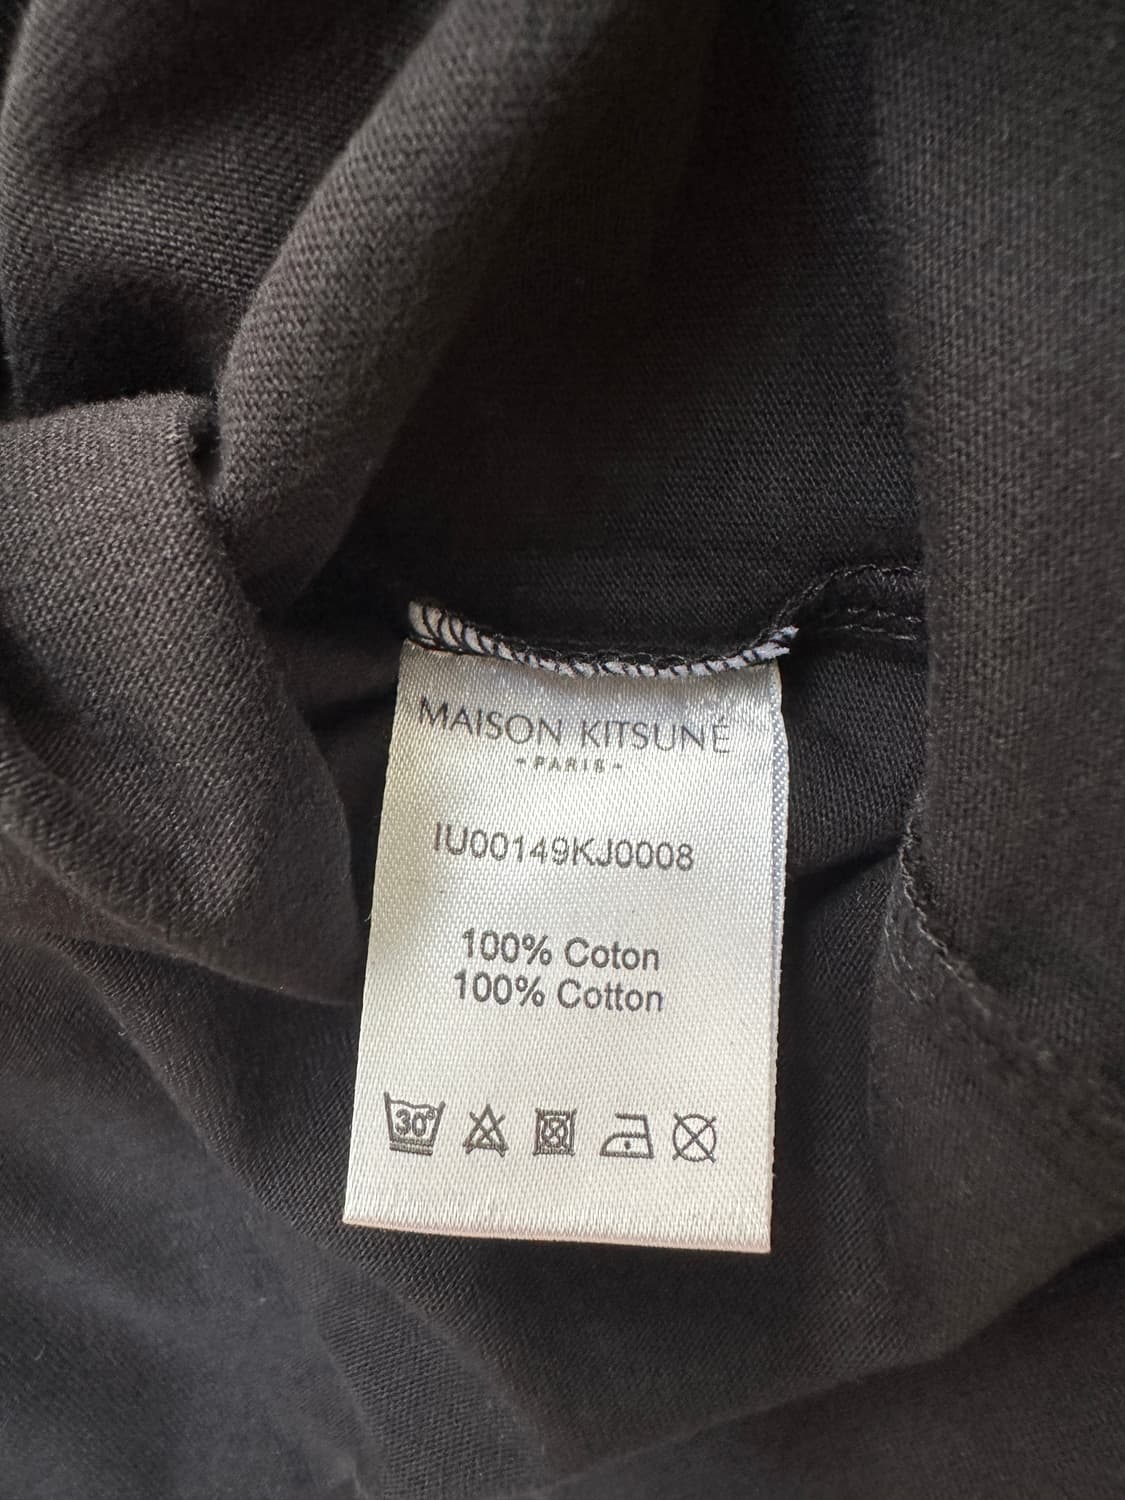 MAISON KITSUNÉ
- PARIS -
IU00149KJ0008
100% Coton
100% Cotton
30°